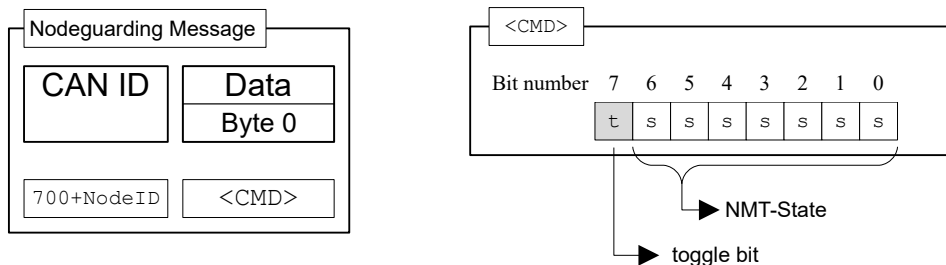 Nodeguarding Message
CAN ID
Data
Byte 0
700+NodeID
<CMD>
<CMD>
Bit number 7 6 5 4 3 2 1 0
t s s s s s s s
NMT-State
toggle bit